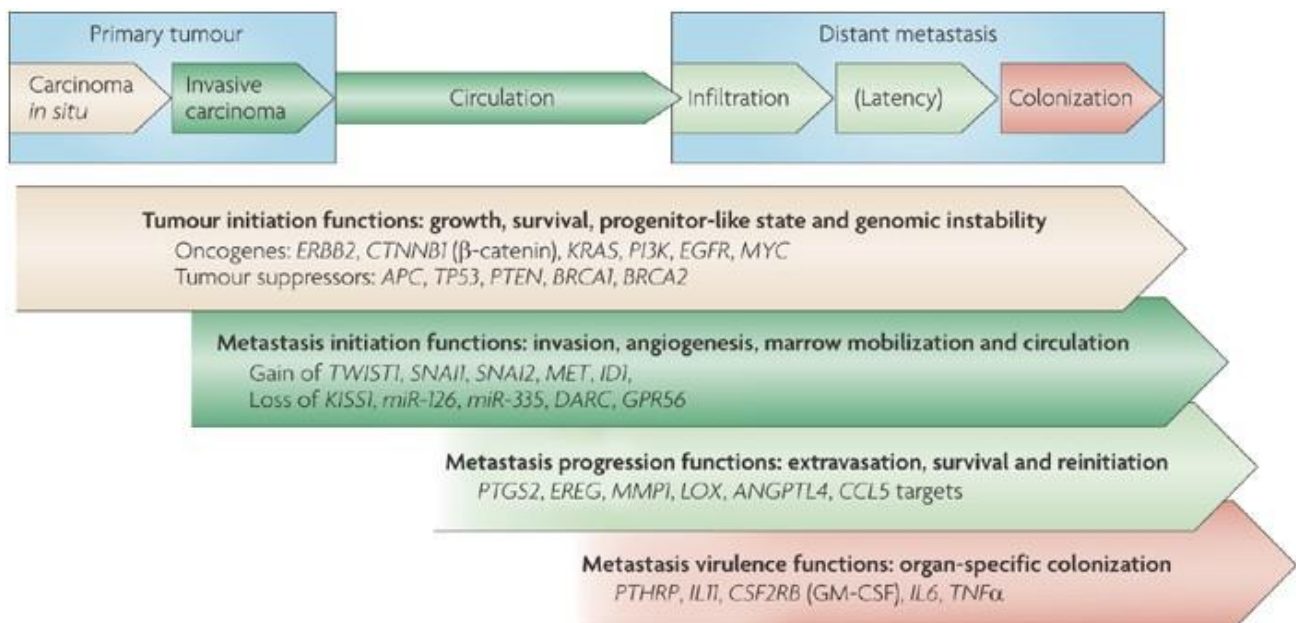 Primary tumour
Distant metastasis
Carcinoma
in situ
Invasive
carcinoma
Circulation
Infiltration
(Latency)
Colonization
Tumour initiation functions: growth, survival, progenitor-like state and genomic instability
Oncogenes: ERBB2, CTNNB1 (β-catenin), KRAS, PI3K, EGFR, MYC
Tumour suppressors: APC, TP53, PTEN, BRCA1, BRCA2
Metastasis initiation functions: invasion, angiogenesis, marrow mobilization and circulation
Gain of TWIST1, SNAI1, SNAI2, MET, ID1,
Loss of KISS1, miR-126, miR-335, DARC, GPR56
Metastasis progression functions: extravasation, survival and reinitiation
PTGS2, EREG, MMP1, LOX, ANGPTL4, CCL5 targets
Metastasis virulence functions: organ-specific colonization
PTHRP, IL11, CSF2RB (GM-CSF), IL6, TNFα